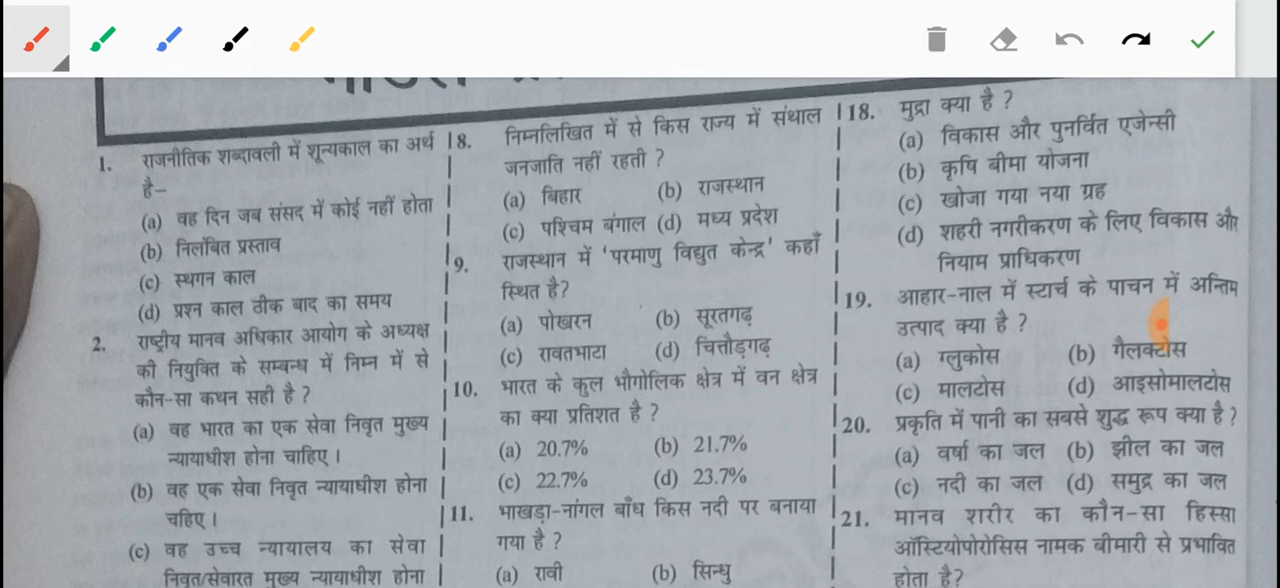 1. राजनीतिक शब्दावली में शून्यकाल का अर्थ
है–
(a) वह दिन जब संसद में कोई नहीं होता
(b) निलंबित प्रस्ताव
(c) स्थगन काल
(d) प्रश्न काल ठीक बाद का समय
2. राष्ट्रीय मानव अधिकार आयोग के अध्यक्ष
की नियुक्ति के सम्बन्ध में निम्न में से
कौन-सा कथन सही है ?
(a) वह भारत का एक सेवा निवृत मुख्य
न्यायाधीश होना चाहिए ।
(b) वह एक सेवा निवृत न्यायाधीश होना
चहिए ।
(c) वह उच्च न्यायालय का सेवा
निवृत/सेवारत मुख्य न्यायाधीश होना
8. निम्नलिखित में से किस राज्य में संथाल
जनजाति नहीं रहती ?
(a) बिहार (b) राजस्थान
(c) पश्चिम बंगाल (d) मध्य प्रदेश
9. राजस्थान में 'परमाणु विद्युत केन्द्र' कहाँ
स्थित है?
(a) पोखरन (b) सूरतगढ़
(c) रावतभाटा (d) चित्तौड़गढ़
10. भारत के कुल भौगोलिक क्षेत्र में वन क्षेत्र
का क्या प्रतिशत है ?
(a) 20.7% (b) 21.7%
(c) 22.7% (d) 23.7%
11. भाखड़ा-नांगल बाँध किस नदी पर बनाया
गया है ?
(a) रावी (b) सिन्धु
18. मुद्रा क्या है ?
(a) विकास और पुनर्वित एजेन्सी
(b) कृषि बीमा योजना
(c) खोजा गया नया ग्रह
(d) शहरी नगरीकरण के लिए विकास और
नियाम प्राधिकरण
19. आहार-नाल में स्टार्च के पाचन में अन्तिम
उत्पाद क्या है ?
(a) ग्लुकोस (b) गैलक्टोस
(c) मालटोस (d) आइसोमालटोस
20. प्रकृति में पानी का सबसे शुद्ध रूप क्या है ?
(a) वर्षा का जल (b) झील का जल
(c) नदी का जल (d) समुद्र का जल
21. मानव शरीर का कौन-सा हिस्सा
ऑस्टियोपोरोसिस नामक बीमारी से प्रभावित
होता है?